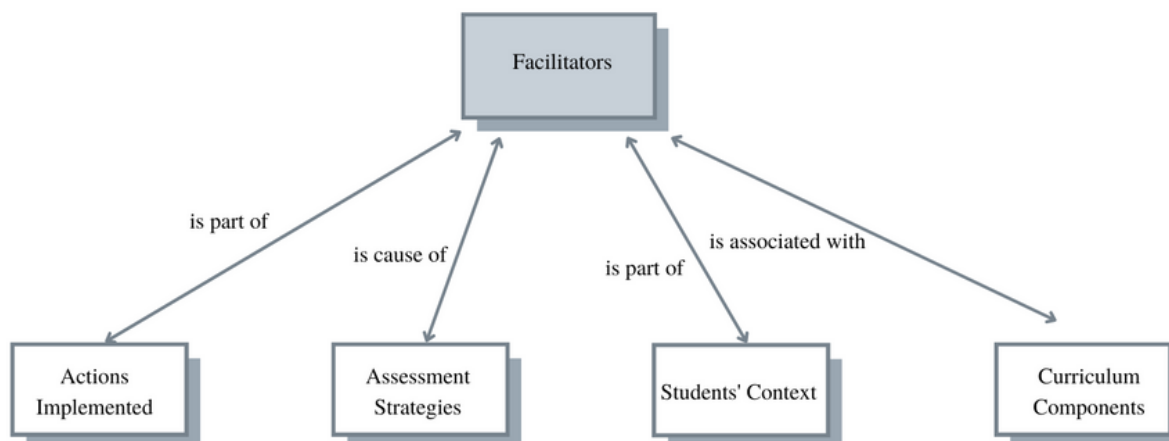 Facilitators
is part of
is cause of
is part of
is associated with
Actions
Implemented
Assessment
Strategies
Students' Context
Curriculum
Components